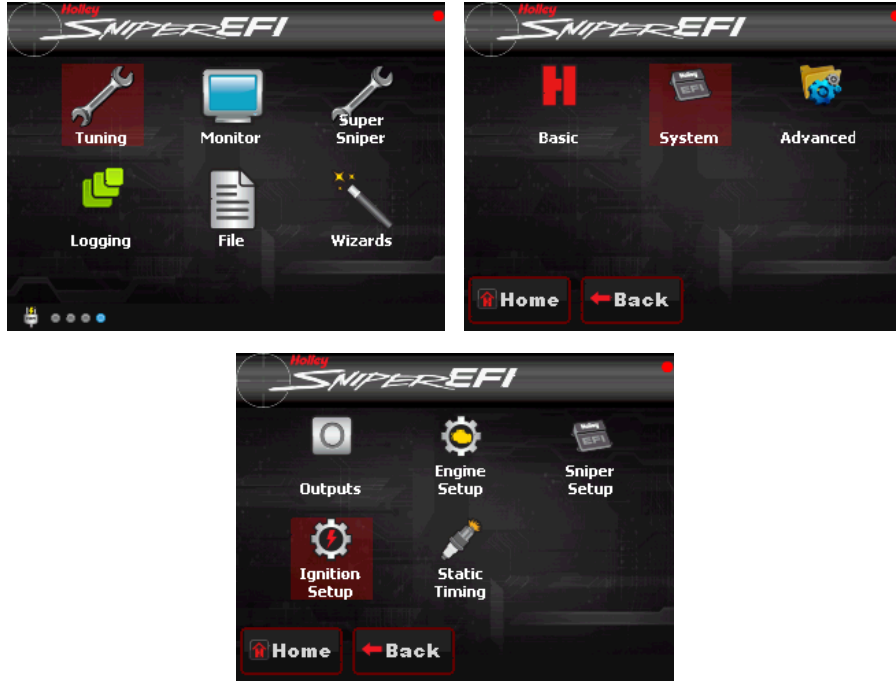 Holley
SNIPER EFI
Tuning
Monitor
Super
Sniper
Logging
File
Wizards
Holley
SNIPER EFI
Basic
System
Advanced
Home
Back
Holley
SNIPER EFI
Outputs
Engine
Setup
Sniper
Setup
Ignition
Setup
Static
Timing
Home
Back